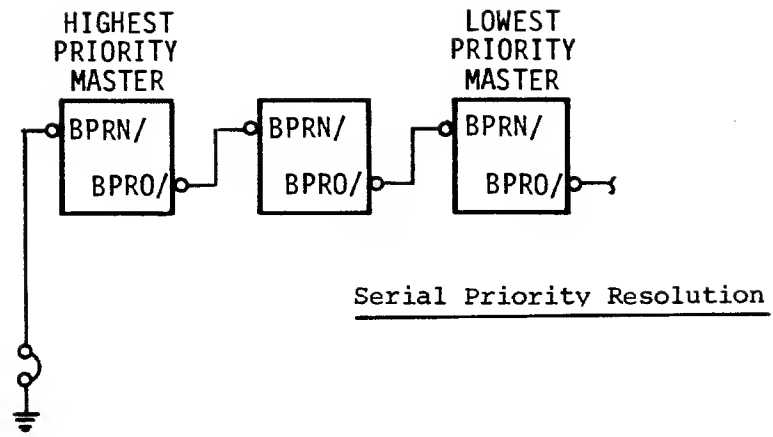 HIGHEST
PRIORITY
MASTER
LOWEST
PRIORITY
MASTER
BPRN/
BPRO/
BPRN/
BPRO/
BPRN/
BPRO/
Serial Priority Resolution